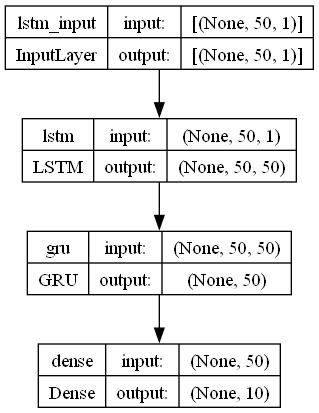 lstm_input input: [(None, 50, 1)]
InputLayer output: [(None, 50, 1)]
lstm input: (None, 50, 1)
LSTM output: (None, 50, 50)
gru input: (None, 50, 50)
GRU output: (None, 50)
dense input: (None, 50)
Dense output: (None, 10)